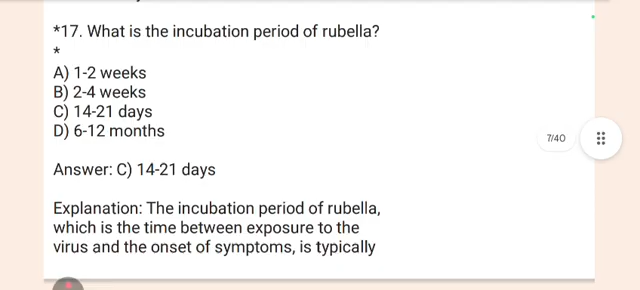 *17. What is the incubation period of rubella?
*
A) 1-2 weeks
B) 2-4 weeks
C) 14-21 days
D) 6-12 months
7/40
Answer: C) 14-21 days
Explanation: The incubation period of rubella,
which is the time between exposure to the
virus and the onset of symptoms, is typically